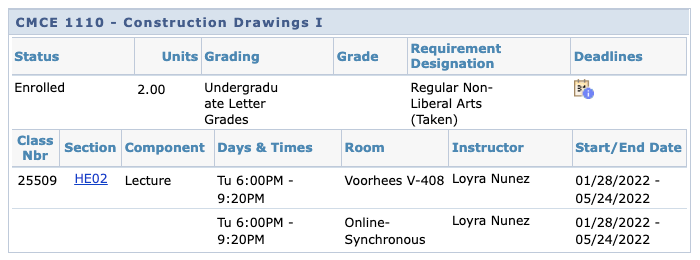 CMCE 1110 - Construction Drawings I
Status Units Grading Grade Requirement Designation Deadlines
Enrolled 2.00 Undergradu
ate Letter
Grades
Regular Non-
Liberal Arts
(Taken)
Class Nbr Section Component Days & Times Room Instructor Start/End Date
25509 HE02 Lecture Tu 6:00PM - Voorhees V-408 Loyra Nunez 01/28/2022 -
9:20PM 05/24/2022
Tu 6:00PM - Online- Loyra Nunez 01/28/2022 -
9:20PM Synchronous 05/24/2022